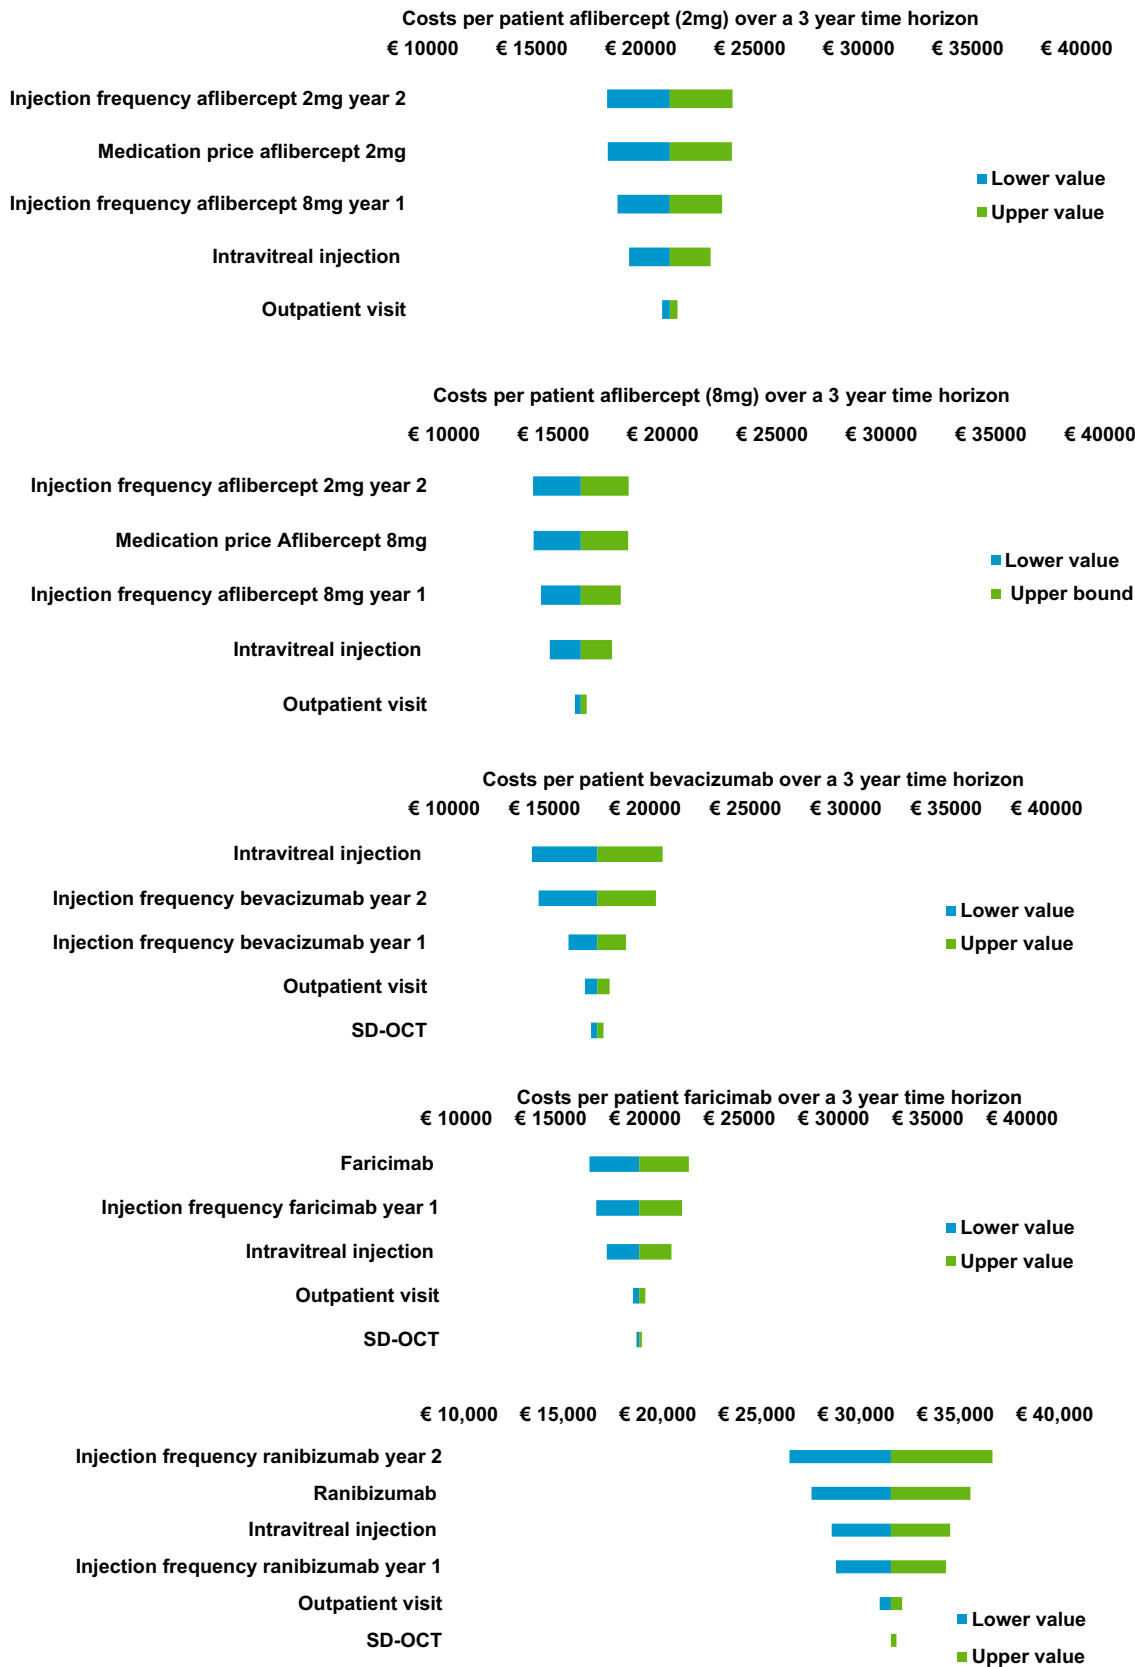 Costs per patient aflibercept (2mg) over a 3 year time horizon
€ 10000 € 15000 € 20000 € 25000 € 30000 € 35000 € 40000
Injection frequency aflibercept 2mg year 2
Medication price aflibercept 2mg
Lower value
Injection frequency aflibercept 8mg year 1
Upper value
Intravitreal injection
Outpatient visit
Costs per patient aflibercept (8mg) over a 3 year time horizon
€ 10000 € 15000 € 20000 € 25000 € 30000 € 35000 € 40000
Injection frequency aflibercept 2mg year 2
Medication price Aflibercept 8mg
Lower value
Injection frequency aflibercept 8mg year 1
Upper bound
Intravitreal injection
Outpatient visit
Costs per patient bevacizumab over a 3 year time horizon
€ 10000 € 15000 € 20000 € 25000 € 30000 € 35000 € 40000
Intravitreal injection
Injection frequency bevacizumab year 2
Lower value
Injection frequency bevacizumab year 1
Upper value
Outpatient visit
SD-OCT
Costs per patient faricimab over a 3 year time horizon
€ 10000 € 15000 € 20000 € 25000 € 30000 € 35000 € 40000
Faricimab
Injection frequency faricimab year 1
Lower value
Intravitreal injection
Upper value
Outpatient visit
SD-OCT
€ 10,000 € 15,000 € 20,000 € 25,000 € 30,000 € 35,000 € 40,000
Injection frequency ranibizumab year 2
Ranibizumab
Intravitreal injection
Injection frequency ranibizumab year 1
Outpatient visit
Lower value
SD-OCT
Upper value